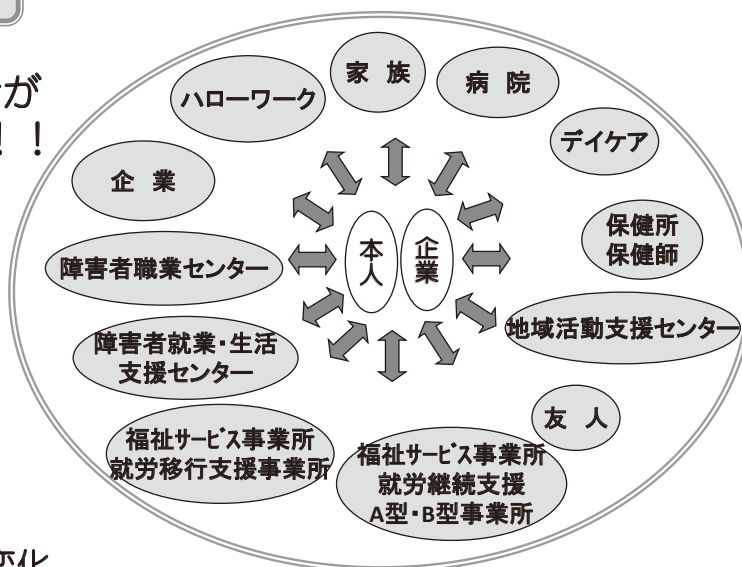 が
！！
家 族
病 院
ハローワーク
デイケア
企 業
保健所
保健師
本人
企業
障害者職業センター
地域活動支援センター
障害者就業・生活
支援センター
友 人
福祉サービス事業所
就労移行支援事業所
福祉サービス事業所
就労継続支援
A型・B型事業所
変化